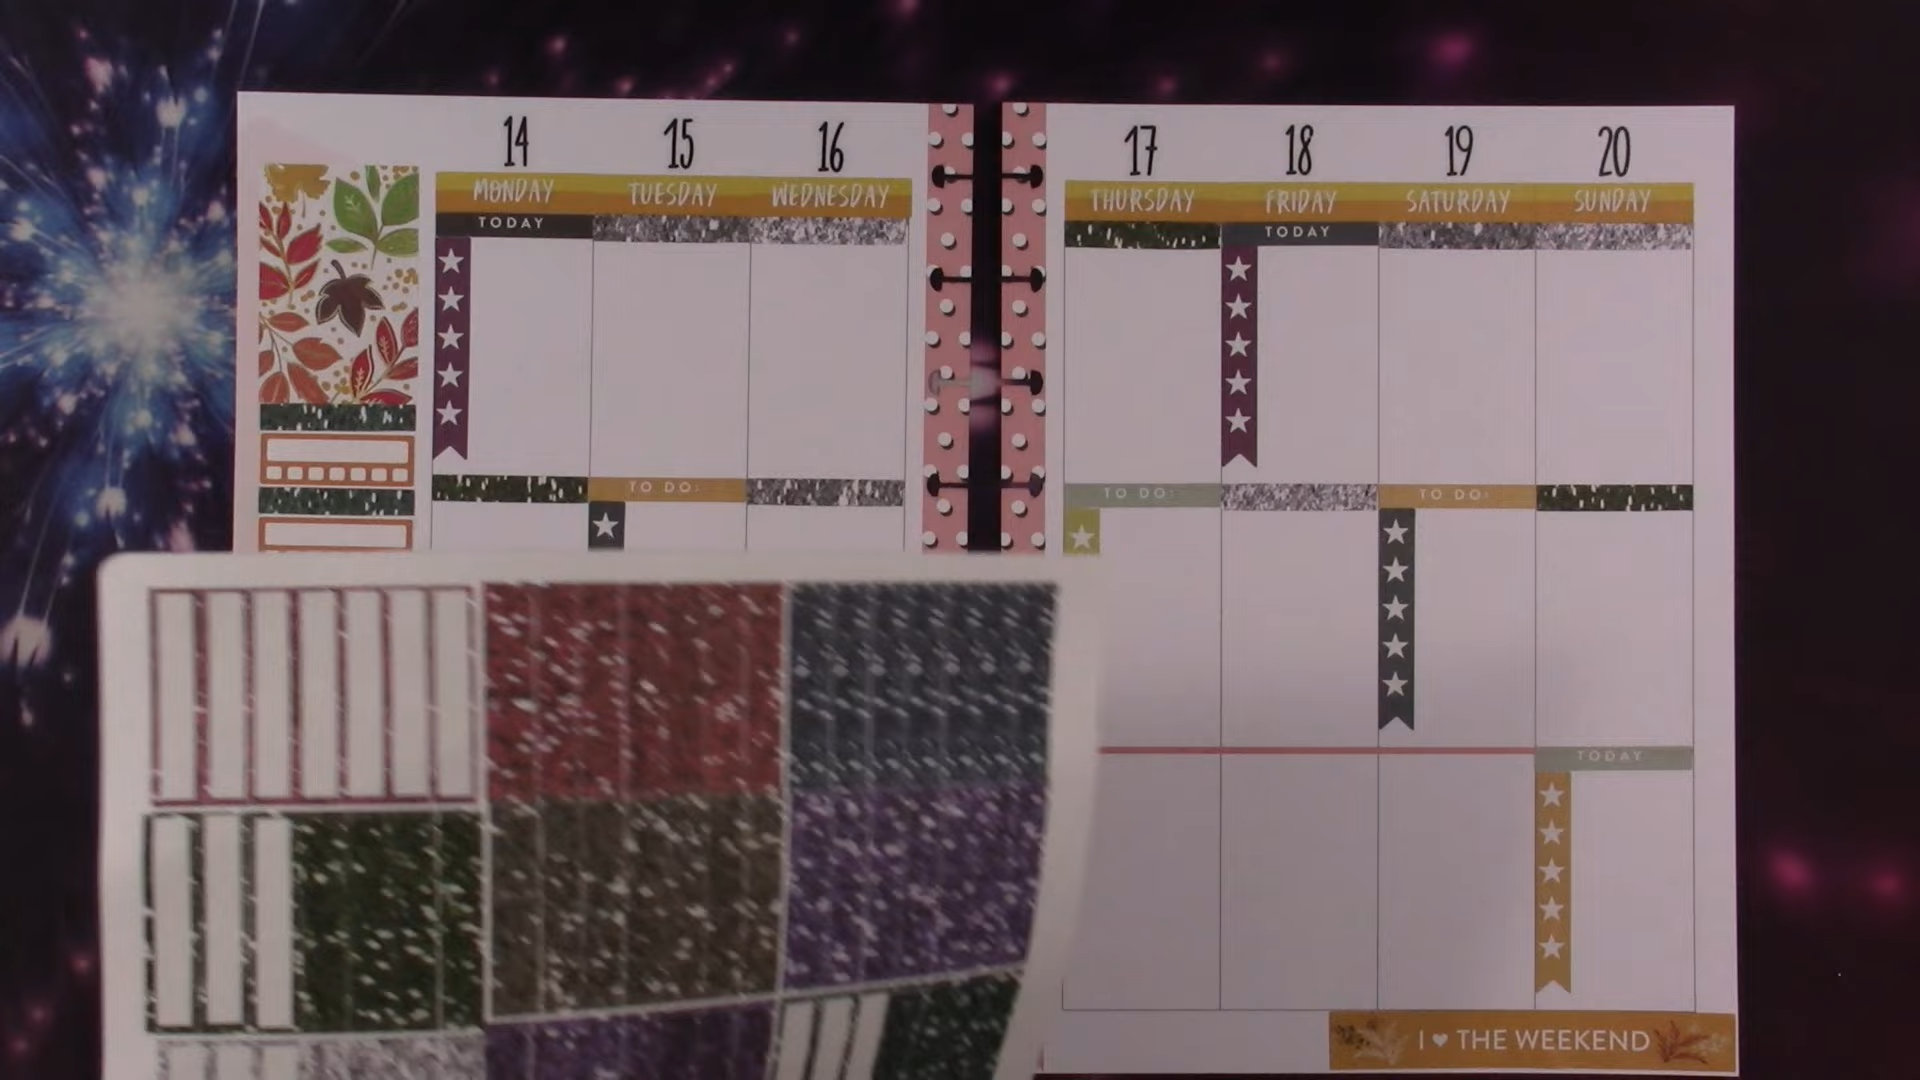 14 15 16 17 18 19 20
MONDAY TUESDAY WEDNESDAY THURSDAY FRIDAY SATURDAY SUNDAY
TODAY TODAY
TO DO: TO DO: TO DO:
TODAY
I ♥ THE WEEKEND